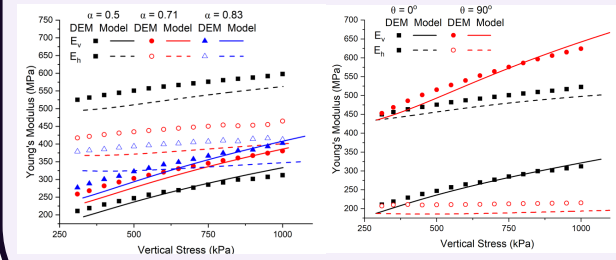 α = 0.5 α = 0.71 α = 0.83
DEM Model DEM Model DEM Model
Ev
Eh
Young's Modulus (MPa)
700
650
600
550
500
450
400
350
300
250
200
250 500 750 1000
Vertical Stress (kPa)
θ = 0° θ = 90°
DEM Model DEM Model
Ev
Eh
Young's Modulus (MPa)
700
650
600
550
500
450
400
350
300
250
200
250 500 750 1000
Vertical Stress (kPa)